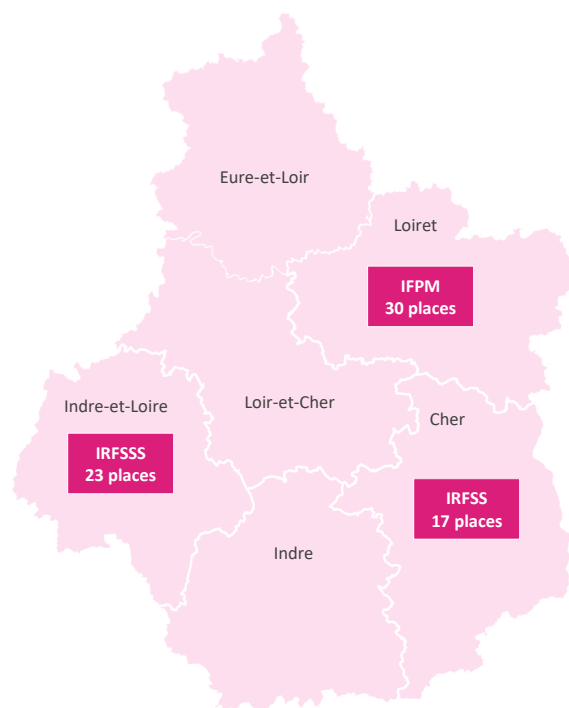 Eure-et-Loir
Loiret
IFPM
30 places
Indre-et-Loire
Loir-et-Cher
Cher
IRFSSS
23 places
IRFSS
17 places
Indre